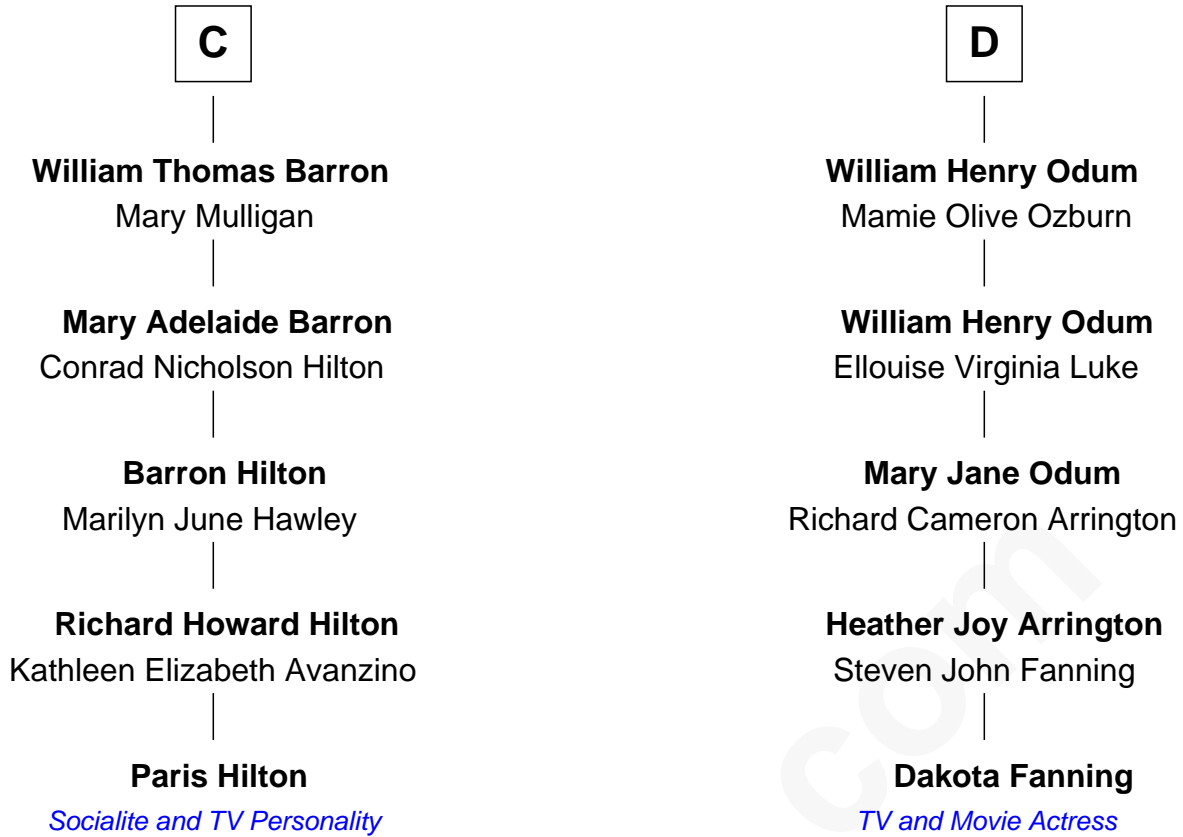 C
William Thomas Barron
Mary Mulligan
Mary Adelaide Barron
Conrad Nicholson Hilton
Barron Hilton
Marilyn June Hawley
Richard Howard Hilton
Kathleen Elizabeth Avanzino
Paris Hilton
Socialite and TV Personality
D
William Henry Odum
Mamie Olive Ozburn
William Henry Odum
Ellouise Virginia Luke
Mary Jane Odum
Richard Cameron Arrington
Heather Joy Arrington
Steven John Fanning
Dakota Fanning
TV and Movie Actress
com